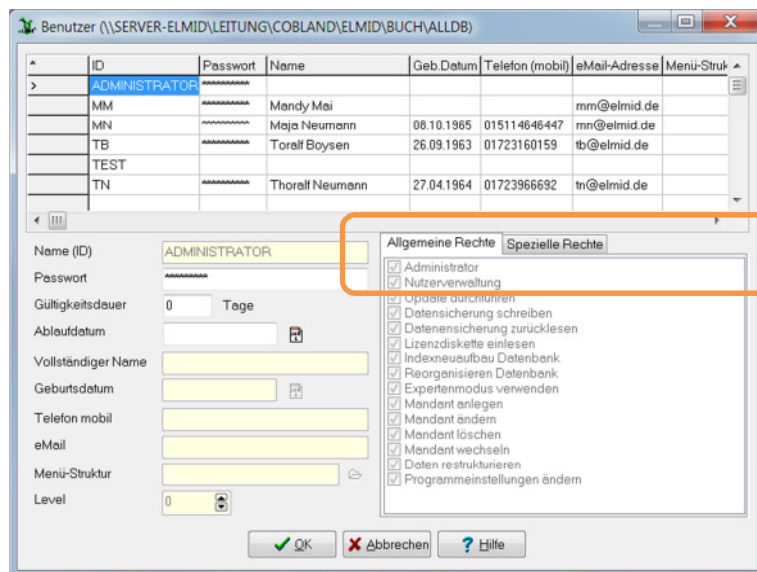 Benutzer (\\SERVER-ELMID\LEITUNG\COBLAND\ELMID\BUCH\ALLDB)
* ID Passwort Name Geb.Datum Telefon (mobil) eMail-Adresse Menü-Struk
> ADMINISTRATOR **********
MM ********** Mandy Mai mm@elmid.de
MN ********** Maja Neumann 08.10.1965 015114646447 mn@elmid.de
TB ********** Toralf Boysen 26.09.1963 01723160159 tb@elmid.de
TEST
TN ********** Thoralf Neumann 27.04.1964 01723966692 tn@elmid.de
Name (ID) ADMINISTRATOR
Passwort *********
Gültigkeitsdauer 0 Tage
Ablaufdatum
Vollständiger Name
Geburtsdatum
Telefon mobil
eMail
Menü-Struktur
Level 0
Allgemeine Rechte Spezielle Rechte
Administrator
Nutzerverwaltung
Update durchführen
Datensicherung schreiben
Datenensicherung zurücklesen
Lizenzdiskette einlesen
Indexneuaufbau Datenbank
Reorganisieren Datenbank
Expertenmodus verwenden
Mandant anlegen
Mandant ändern
Mandant löschen
Mandant wechseln
Daten restrukturieren
Programmeinstellungen ändern
OK Abbrechen Hilfe